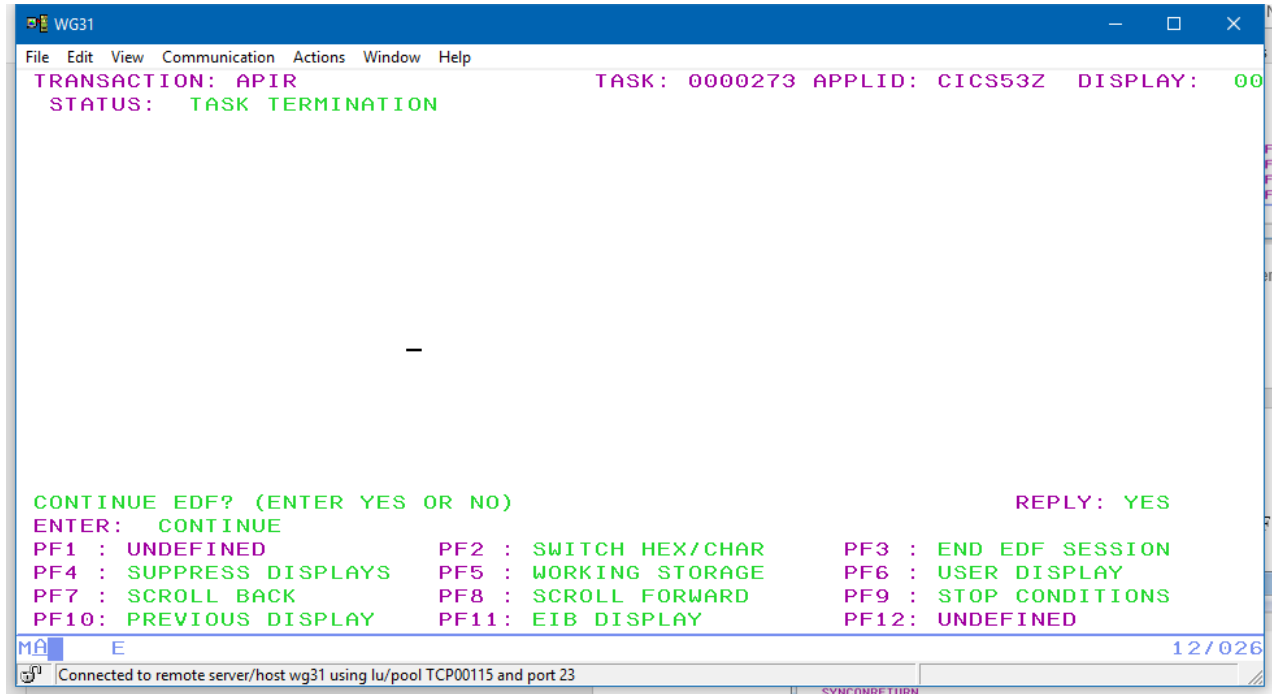 WG31
File Edit View Communication Actions Window Help
TRANSACTION: APIR TASK: 0000273 APPLID: CICS53Z DISPLAY: 00
STATUS: TASK TERMINATION
CONTINUE EDF? (ENTER YES OR NO) REPLY: YES
ENTER: CONTINUE
PF1 : UNDEFINED PF2 : SWITCH HEX/CHAR PF3 : END EDF SESSION
PF4 : SUPPRESS DISPLAYS PF5 : WORKING STORAGE PF6 : USER DISPLAY
PF7 : SCROLL BACK PF8 : SCROLL FORWARD PF9 : STOP CONDITIONS
PF10: PREVIOUS DISPLAY PF11: EIB DISPLAY PF12: UNDEFINED
MA E 12/026
Connected to remote server/host wg31 using lu/pool TCP00115 and port 23
SYNCONRETURN